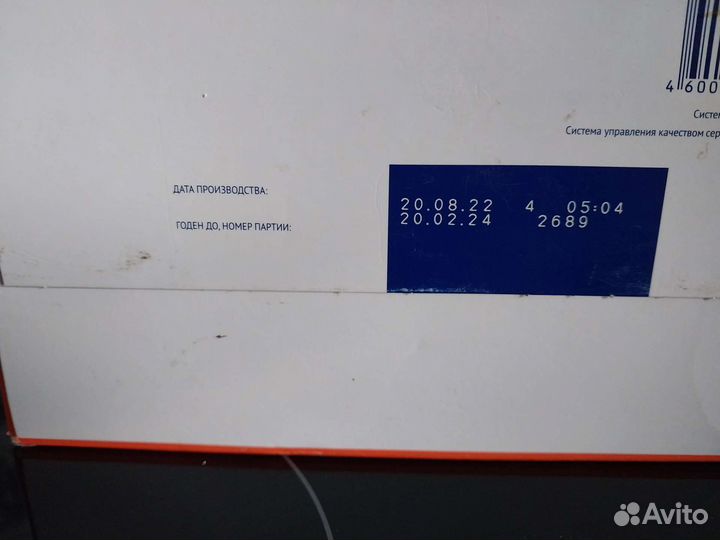 4600
Систе
Система управления качеством сер
ДАТА ПРОИЗВОДСТВА:
20.08.22 4 05:04
ГОДЕН ДО, НОМЕР ПАРТИИ:
20.02.24 2689
Avito